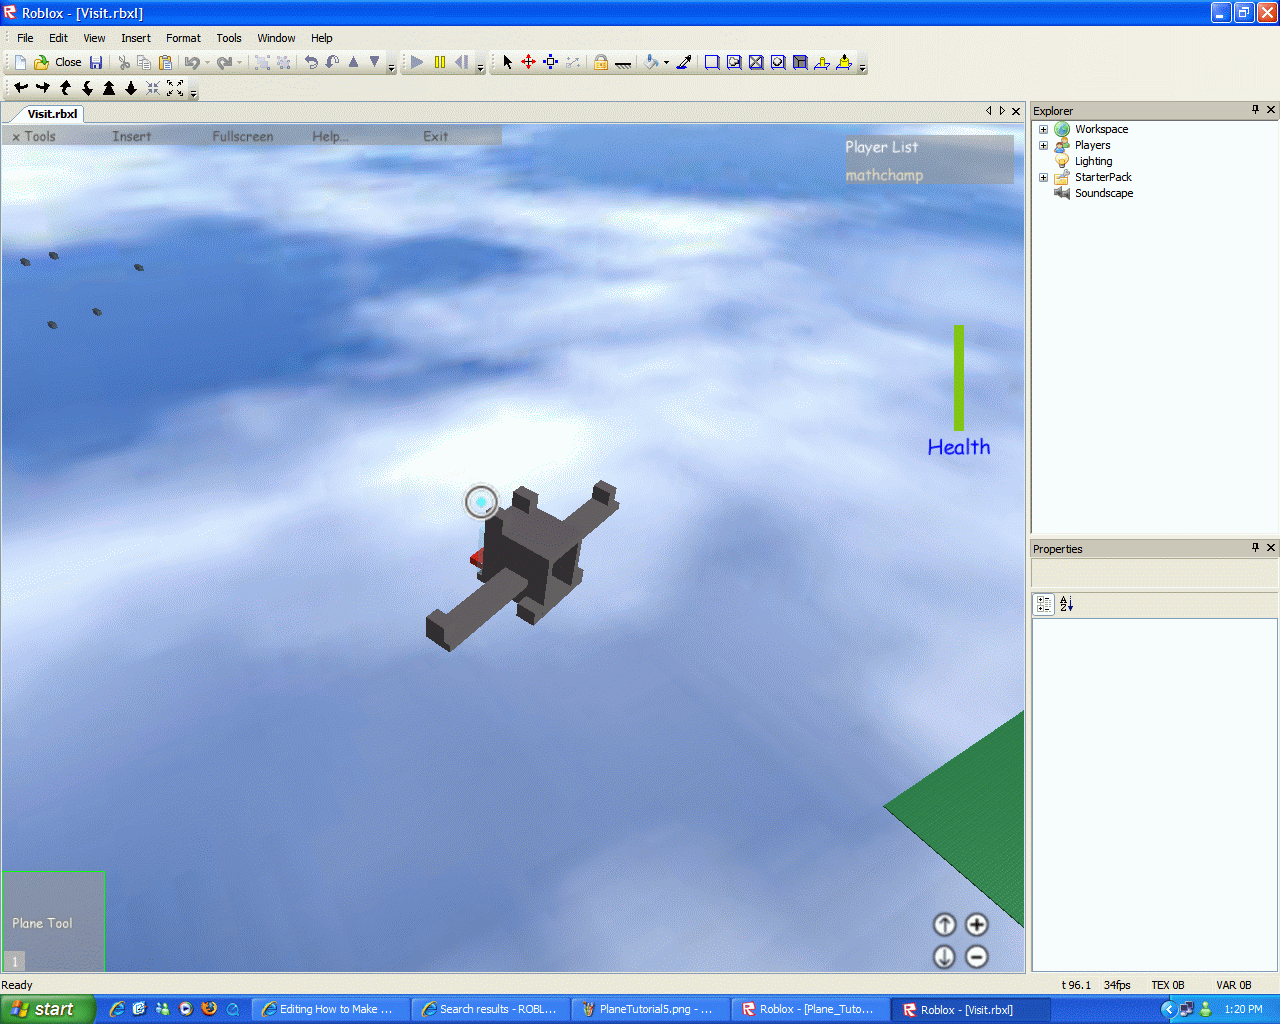 Roblox - [Visit.rbxl]
File Edit View Insert Format Tools Window Help
Close
Visit.rbxl
x Tools Insert Fullscreen Help... Exit
Player List
mathchamp
Health
Plane Tool
1
Explorer
Workspace
Players
Lighting
StarterPack
Soundscape
Properties
Ready
t 96.1 34fps TEX 0B VAR 0B
start
Editing How to Make ...
Search results - ROBL...
PlaneTutorial5.png - ...
Roblox - [Plane_Tuto...
Roblox - [Visit.rbxl]
1:20 PM